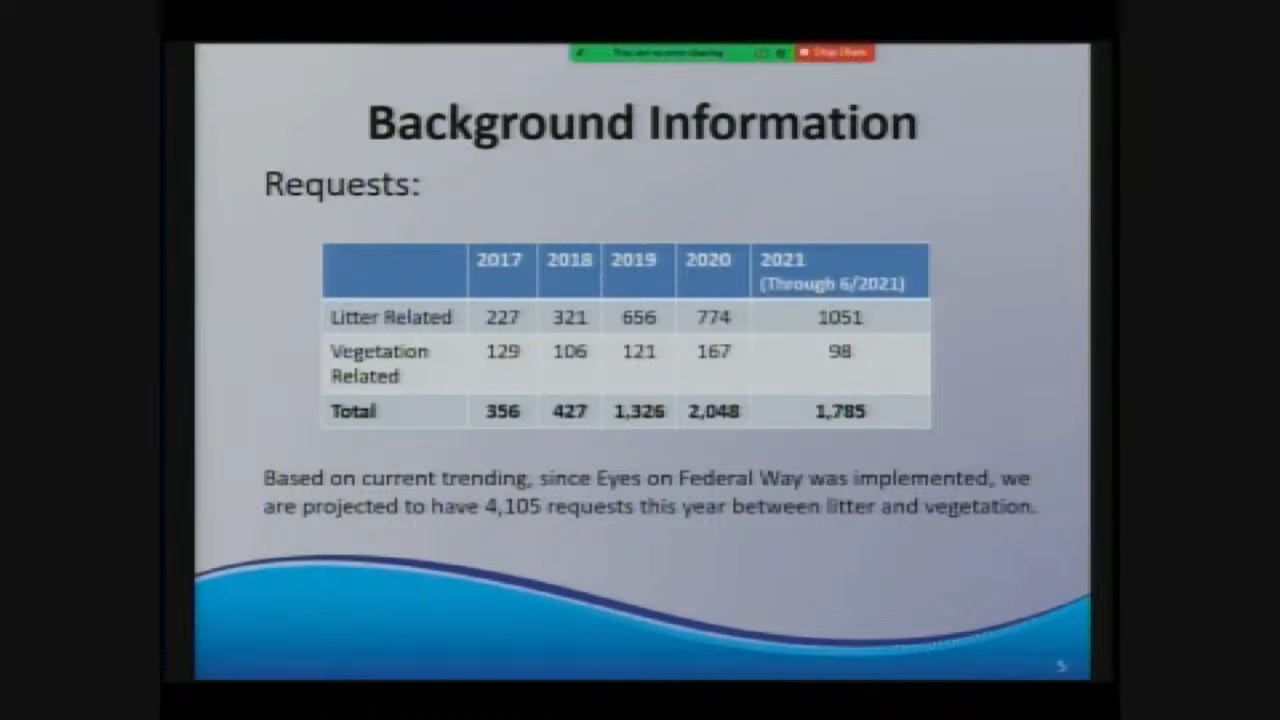 Background Information
Requests:
2017 2018 2019 2020 2021
(Through 6/2021)
Litter Related 227 321 656 774 1051
Vegetation 129 106 121 167 98
Related
Total 356 427 1,326 2,048 1,785
Based on current trending, since Eyes on Federal Way was implemented, we
are projected to have 4,105 requests this year between litter and vegetation.
5